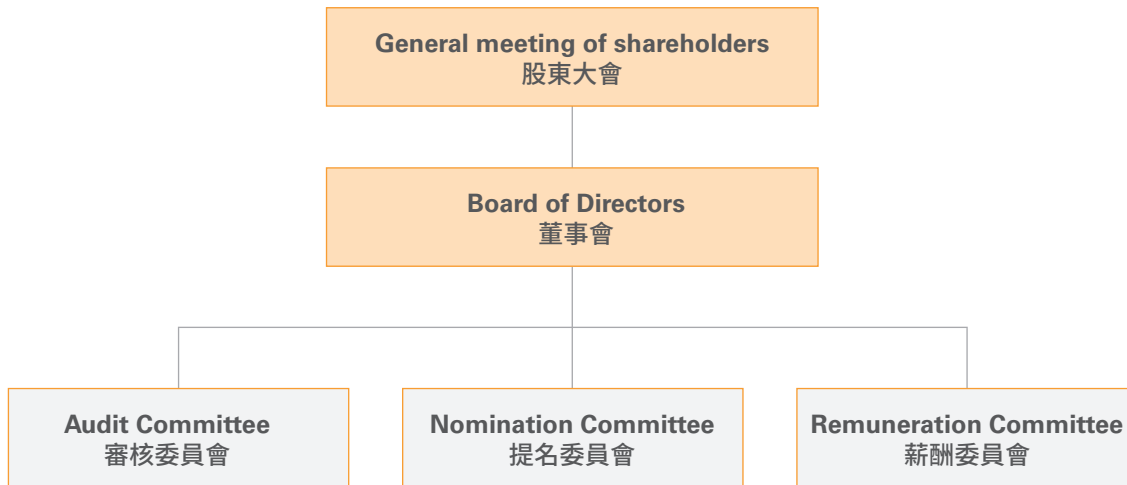 General meeting of shareholders
股東大會
Board of Directors
董事會
Audit Committee
審核委員會
Nomination Committee
提名委員會
Remuneration Committee
薪酬委員會